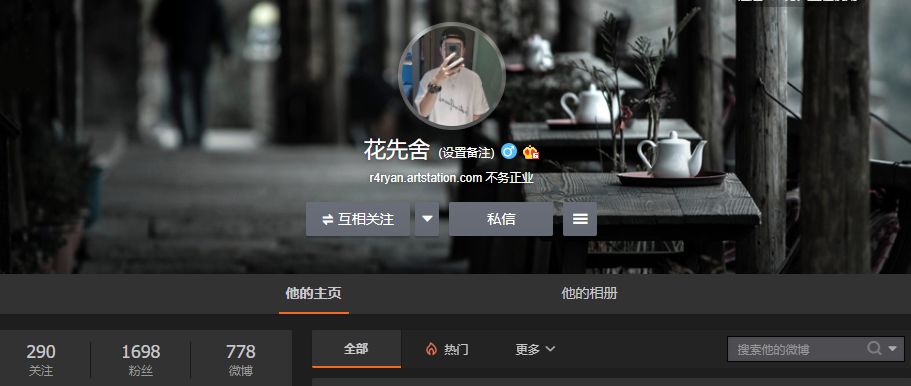 花先舍 (设置备注)
r4ryan.artstation.com 不务正业
互相关注
私信
他的主页 他的相册
290 1698 778
关注 粉丝 微博
全部 热门 更多 搜索他的微博